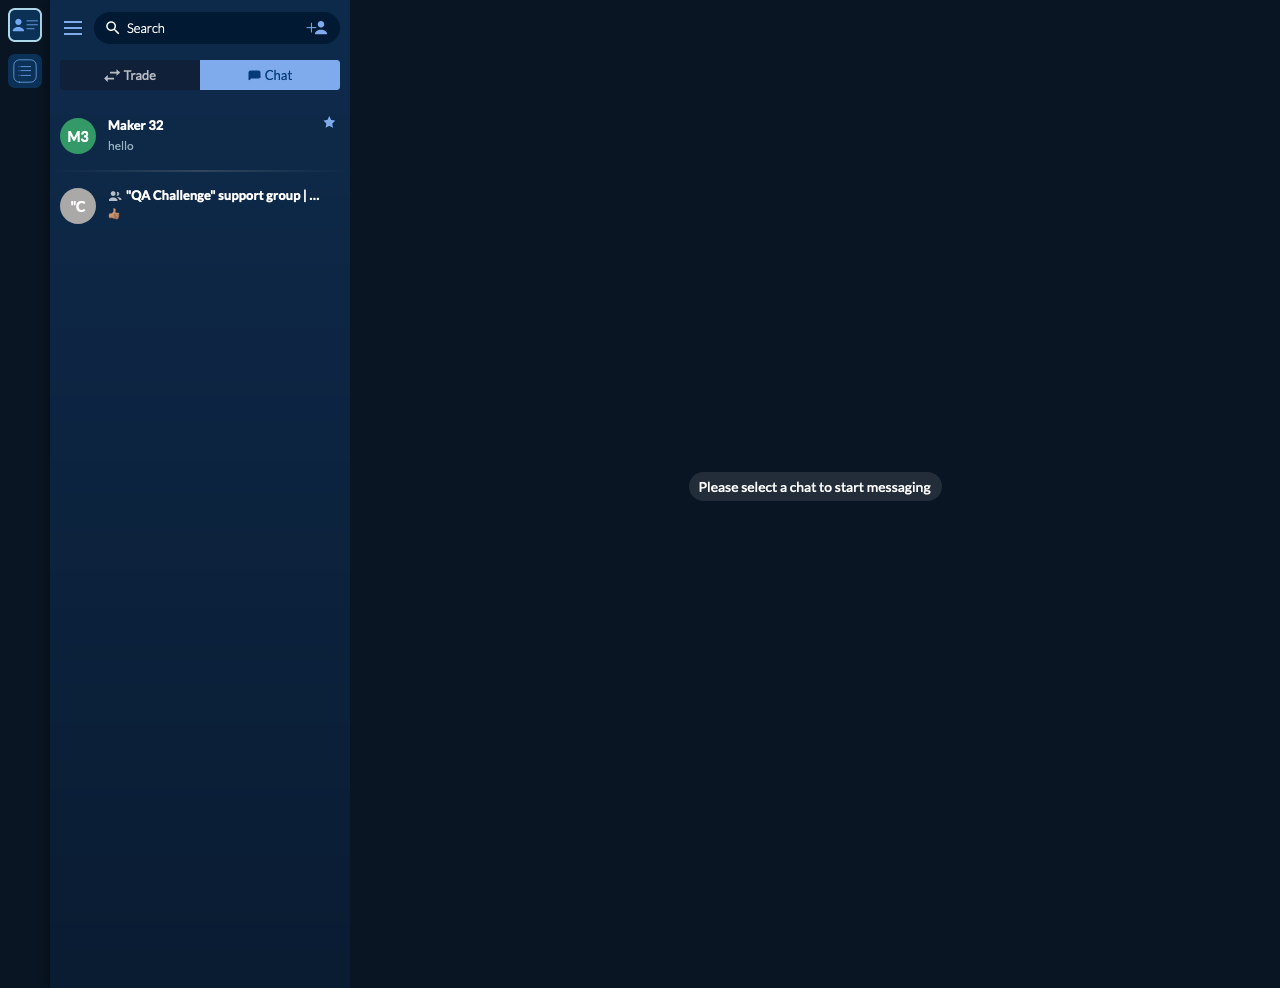 Search
Trade
Chat
M3
Maker 32
hello
"C
"QA Challenge" support group | ...
👍🏽
Please select a chat to start messaging